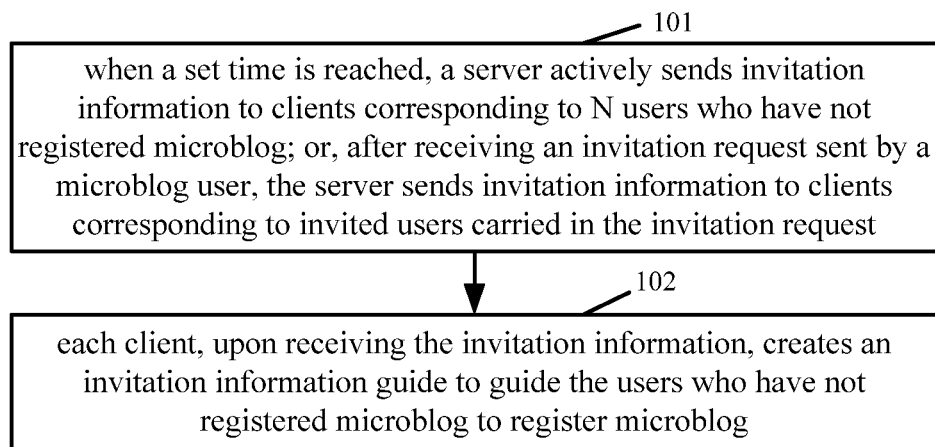 101
when a set time is reached, a server actively sends invitation
information to clients corresponding to N users who have not
registered microblog; or, after receiving an invitation request sent by a
microblog user, the server sends invitation information to clients
corresponding to invited users carried in the invitation request
102
each client, upon receiving the invitation information, creates an
invitation information guide to guide the users who have not
registered microblog to register microblog